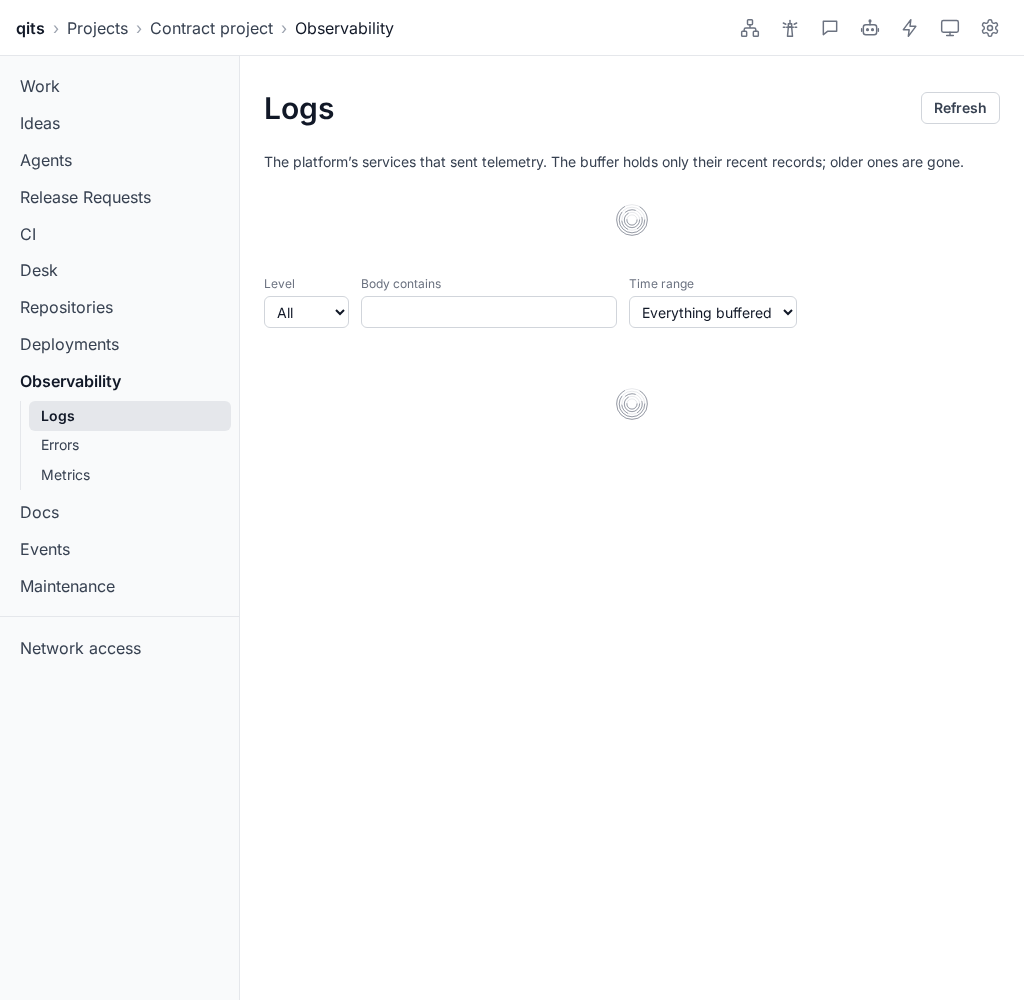 qits › Projects › Contract project › Observability
Work
Ideas
Agents
Release Requests
CI
Desk
Repositories
Deployments
Observability
Logs
Errors
Metrics
Docs
Events
Maintenance
Network access
Logs
Refresh
The platform’s services that sent telemetry. The buffer holds only their recent records; older ones are gone.
Level
Body contains
Time range
All
Everything buffered